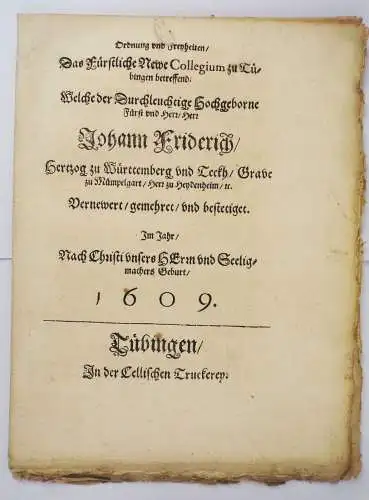 Ordnung vnd Freyheiten/
Das Fürstliche Newe Collegium zu Tü-
bingen betreffend:
Welche der Durchleuchtige Hochgeborne
Fürst vnd Herr/ Herr
Johann Friderich/
Hertzog zu Württemberg vnd Teckh/ Grave
zu Mümpelgart/ Herr zu Heydenheim/ ꝛc.
Vernewert/ gemehret/ vnd bestetiget.
Im Jahr/
Nach Christi vnsers HErrn vnd Seelig-
machers Geburt/
1609.
Tübingen/
In der Cellischen Truckerey.